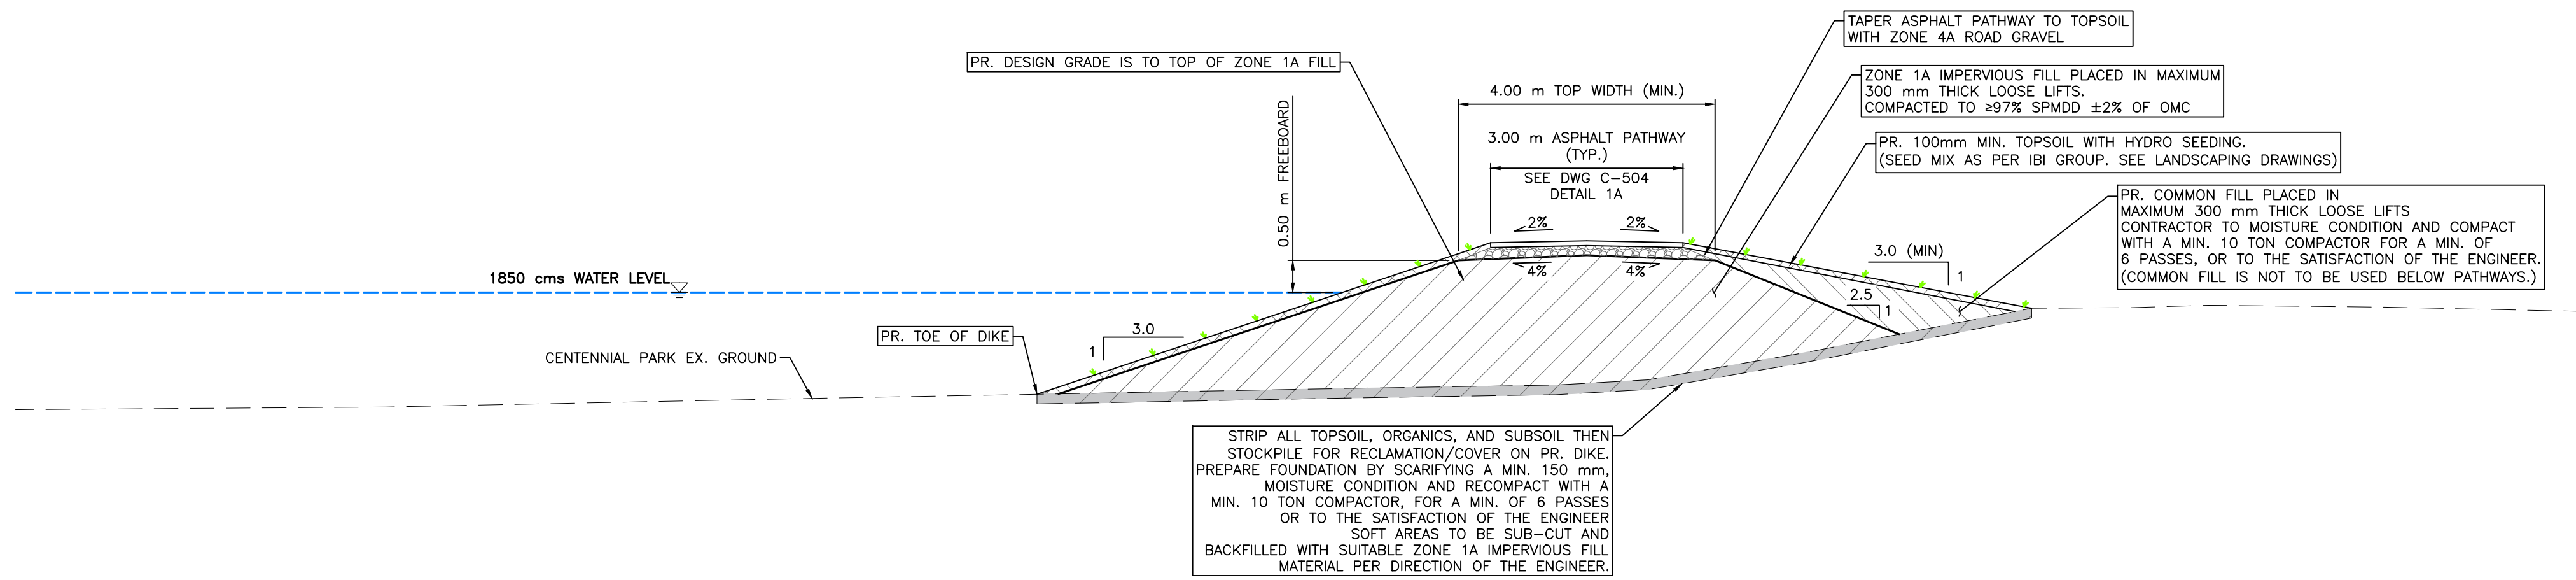 TAPER ASPHALT PATHWAY TO TOPSOIL
WITH ZONE 4A ROAD GRAVEL
PR. DESIGN GRADE IS TO TOP OF ZONE 1A FILL
ZONE 1A IMPERVIOUS FILL PLACED IN MAXIMUM
300 mm THICK LOOSE LIFTS.
COMPACTED TO ≥97% SPMDD ±2% OF OMC
4.00 m TOP WIDTH (MIN.)
0.50 m FREEBOARD
3.00 m ASPHALT PATHWAY
(TYP.)
SEE DWG C-504
DETAIL 1A
PR. 100mm MIN. TOPSOIL WITH HYDRO SEEDING.
(SEED MIX AS PER IBI GROUP. SEE LANDSCAPING DRAWINGS)
PR. COMMON FILL PLACED IN
MAXIMUM 300 mm THICK LOOSE LIFTS
CONTRACTOR TO MOISTURE CONDITION AND COMPACT
WITH A MIN. 10 TON COMPACTOR FOR A MIN. OF
6 PASSES, OR TO THE SATISFACTION OF THE ENGINEER.
(COMMON FILL IS NOT TO BE USED BELOW PATHWAYS.)
2%
2%
4%
4%
3.0 (MIN)
1
2.5
1
1850 cms WATER LEVEL
PR. TOE OF DIKE
3.0
1
CENTENNIAL PARK EX. GROUND
STRIP ALL TOPSOIL, ORGANICS, AND SUBSOIL THEN
STOCKPILE FOR RECLAMATION/COVER ON PR. DIKE.
PREPARE FOUNDATION BY SCARIFYING A MIN. 150 mm,
MOISTURE CONDITION AND RECOMPACT WITH A
MIN. 10 TON COMPACTOR, FOR A MIN. OF 6 PASSES
OR TO THE SATISFACTION OF THE ENGINEER
SOFT AREAS TO BE SUB-CUT AND
BACKFILLED WITH SUITABLE ZONE 1A IMPERVIOUS FILL
MATERIAL PER DIRECTION OF THE ENGINEER.